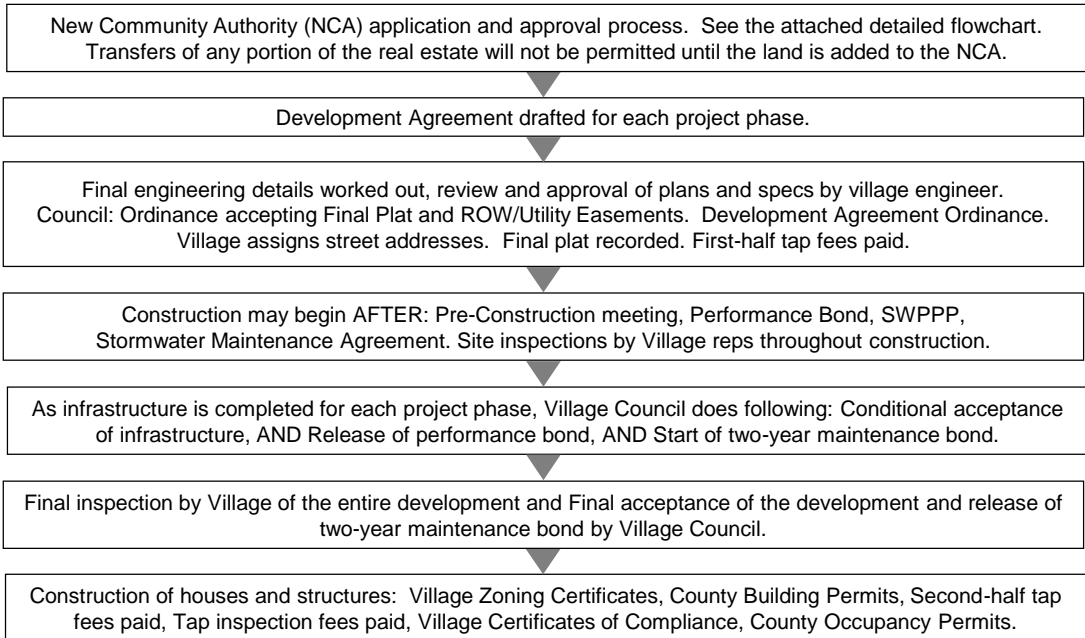 New Community Authority (NCA) application and approval process.  See the attached detailed flowchart.
Transfers of any portion of the real estate will not be permitted until the land is added to the NCA.
Development Agreement drafted for each project phase.
Final engineering details worked out, review and approval of plans and specs by village engineer.
Council: Ordinance accepting Final Plat and ROW/Utility Easements.  Development Agreement Ordinance.
Village assigns street addresses.  Final plat recorded. First-half tap fees paid.
Construction may begin AFTER: Pre-Construction meeting, Performance Bond, SWPPP,
Stormwater Maintenance Agreement. Site inspections by Village reps throughout construction.
As infrastructure is completed for each project phase, Village Council does following: Conditional acceptance
of infrastructure, AND Release of performance bond, AND Start of two-year maintenance bond.
Final inspection by Village of the entire development and Final acceptance of the development and release of
two-year maintenance bond by Village Council.
Construction of houses and structures:  Village Zoning Certificates, County Building Permits, Second-half tap
fees paid, Tap inspection fees paid, Village Certificates of Compliance, County Occupancy Permits.